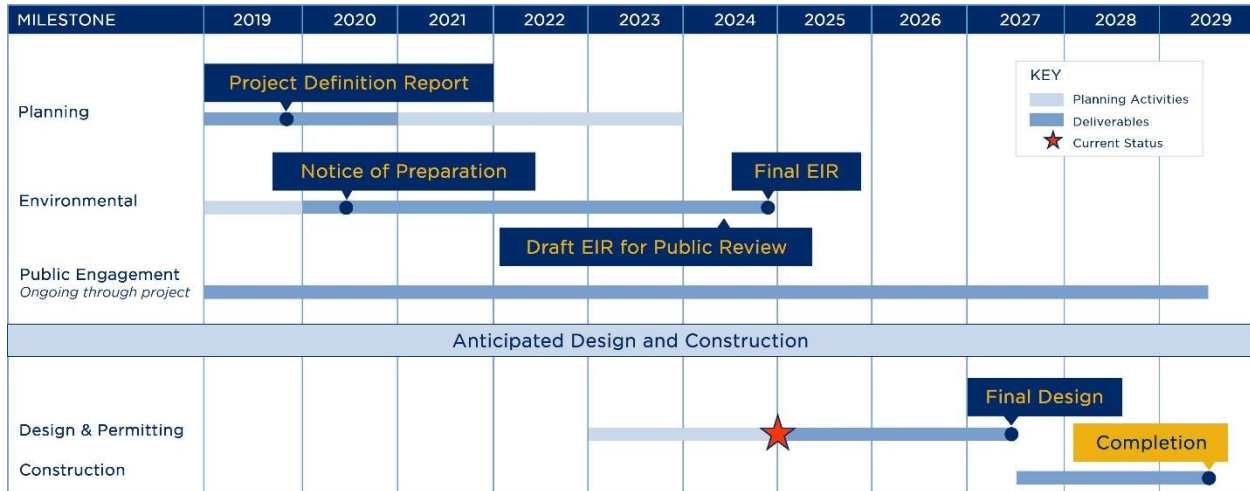 MILESTONE 2019 2020 2021 2022 2023 2024 2025 2026 2027 2028 2029
Project Definition Report
KEY
Planning Activities
Deliverables
Current Status
Planning
Notice of Preparation
Final EIR
Environmental
Draft EIR for Public Review
Public Engagement
Ongoing through project
Anticipated Design and Construction
Final Design
Design & Permitting
Completion
Construction